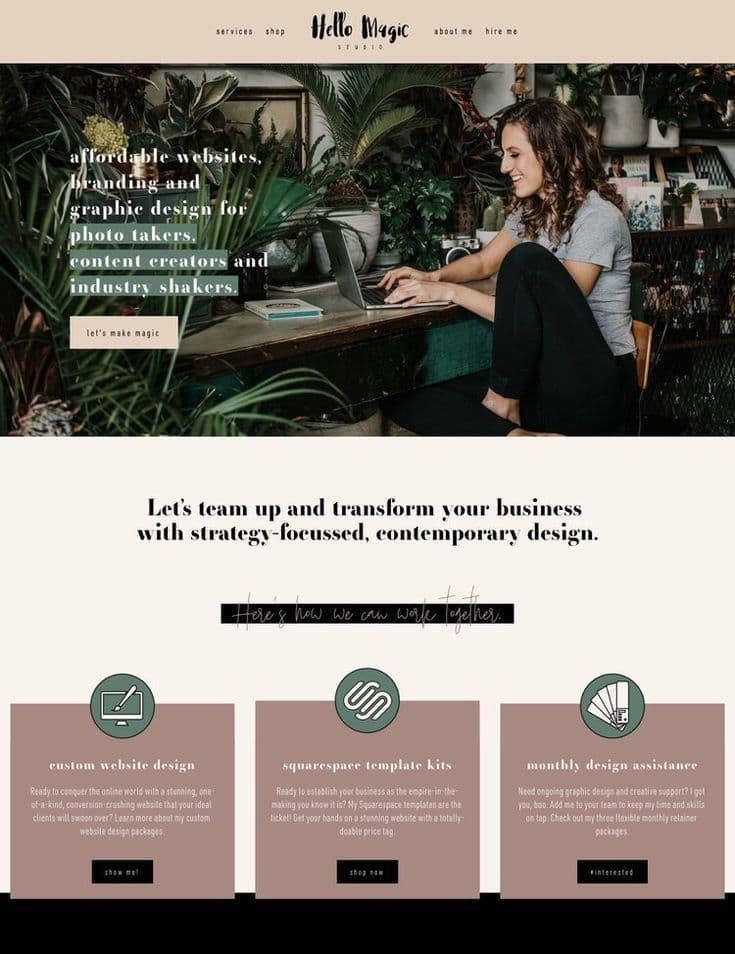 services shop Hello Magic about me hire me
STUDIO
affordable websites,
branding and
graphic design for
photo takers,
content creators and
industry shakers.
let's make magic
Let's team up and transform your business
with strategy-focussed, contemporary design.
Here's how we can work together.
custom website design
Ready to conquer the online world with a stunning, one-
of-a-kind, conversion-crushing website that your ideal
clients will swoon over? Learn more about my custom
website design packages.
show me!
squarespace template kits
Ready to establish your business as the empire-in-the-
making you know it is? My Squarespace templates are the
ticket! Get your hands on a stunning website with a totally-
doable price tag.
shop now
monthly design assistance
Need ongoing graphic design and creative support? I got
you, boo. Add me to your team to keep my time and skills
on tap. Check out my three flexible monthly retainer
packages.
#interested